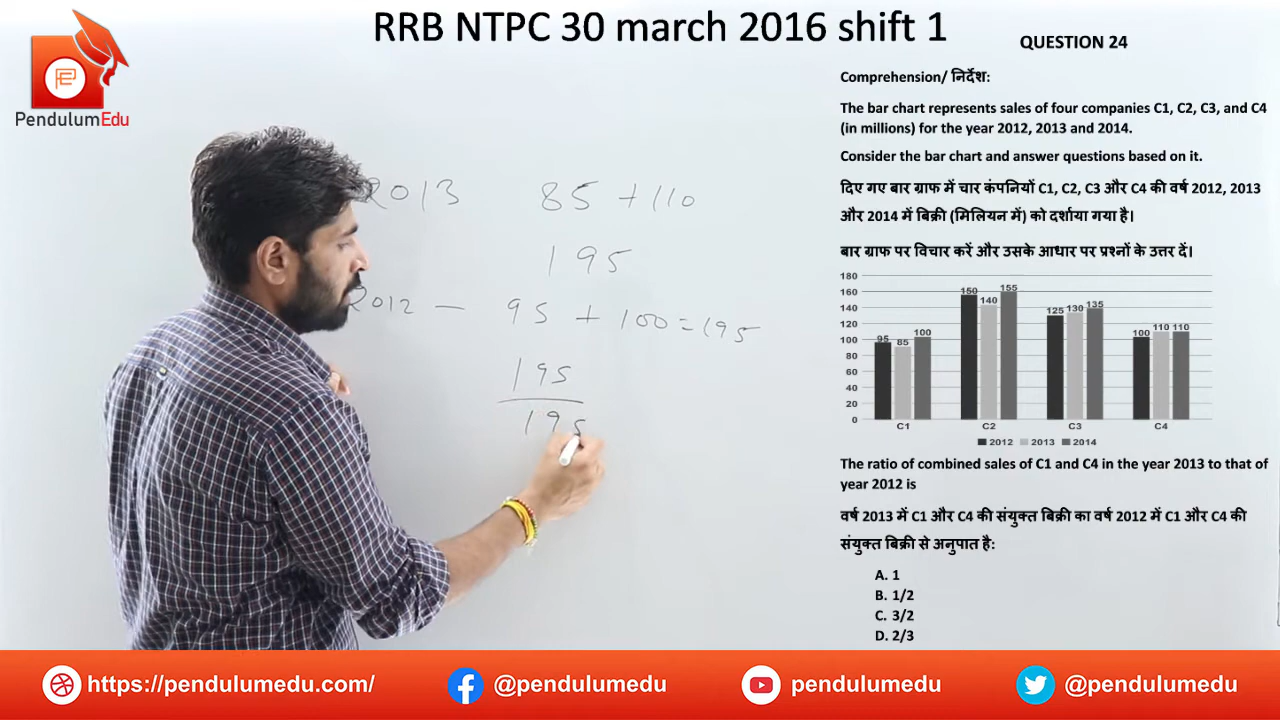 RRB NTPC 30 march 2016 shift 1
PendulumEdu
2013 85 + 110
195
2012 — 95 + 100 = 195
195
195
QUESTION 24
Comprehension/ निर्देश:
The bar chart represents sales of four companies C1, C2, C3, and C4
(in millions) for the year 2012, 2013 and 2014.
Consider the bar chart and answer questions based on it.
दिए गए बार ग्राफ में चार कंपनियों C1, C2, C3 और C4 की वर्ष 2012, 2013
और 2014 में बिक्री (मिलियन में) को दर्शाया गया है।
बार ग्राफ पर विचार करें और उसके आधार पर प्रश्नों के उत्तर दें।
180
160
140
120
100
80
60
40
20
0
95 85 100
150 140 155
125 130 135
100 110 110
C1 C2 C3 C4
2012 2013 2014
The ratio of combined sales of C1 and C4 in the year 2013 to that of
year 2012 is
वर्ष 2013 में C1 और C4 की संयुक्त बिक्री का वर्ष 2012 में C1 और C4 की
संयुक्त बिक्री से अनुपात है:
A. 1
B. 1/2
C. 3/2
D. 2/3
https://pendulumedu.com/ @pendulumedu pendulumedu @pendulumedu